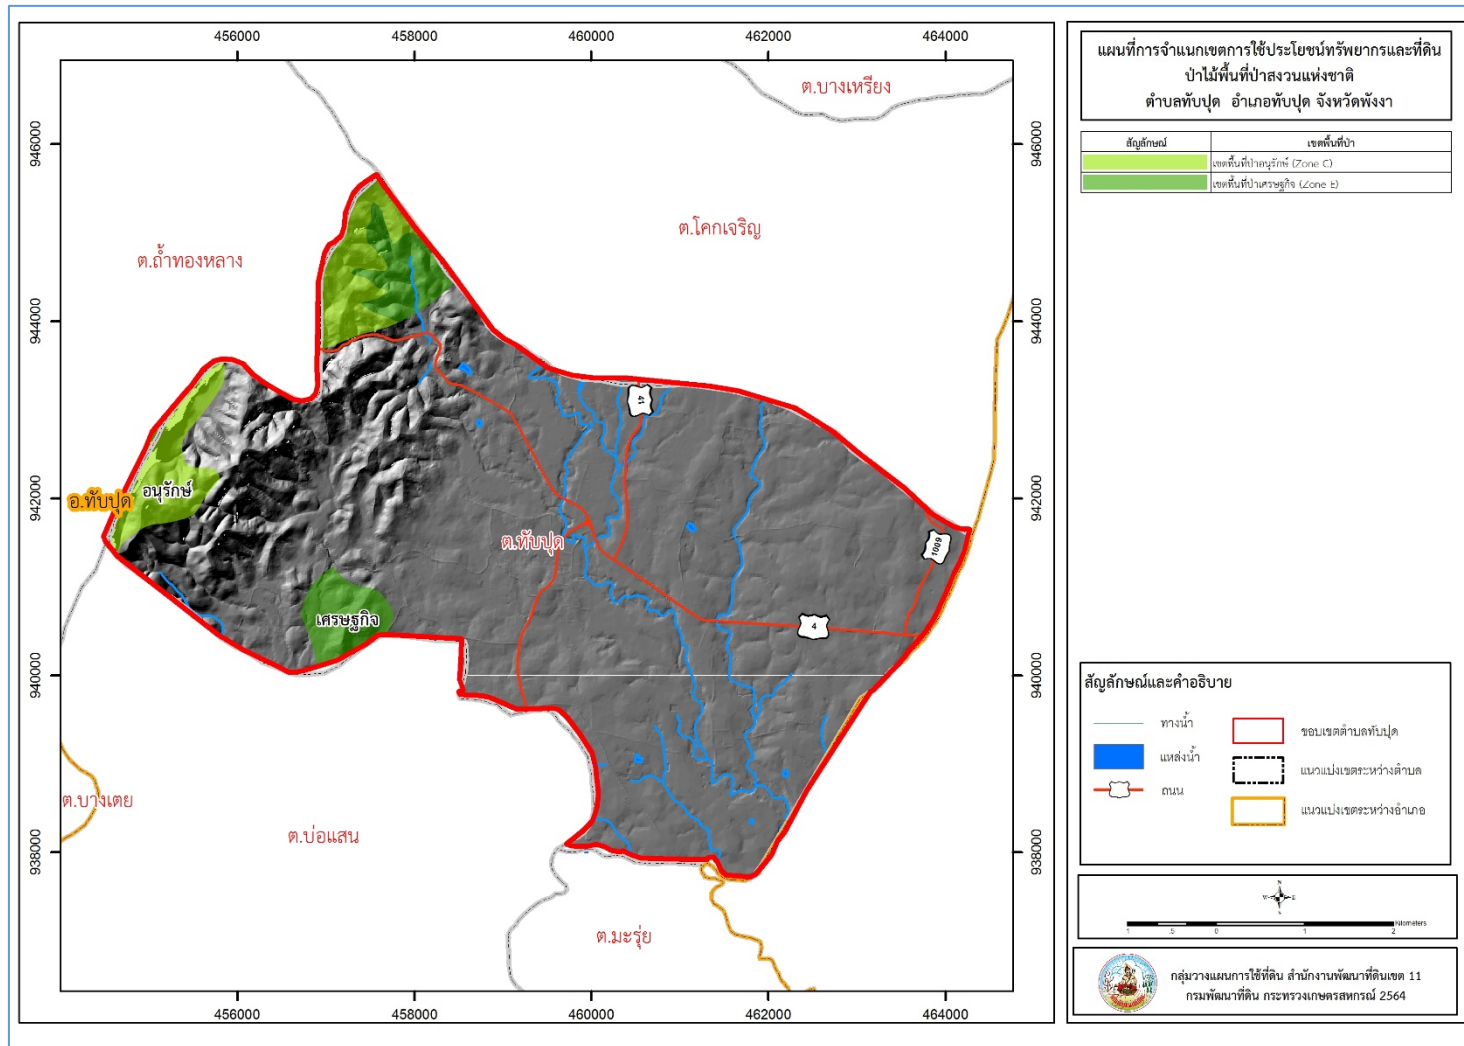 456000 458000 460000 462000 464000
946000 946000
944000 944000
942000 942000
940000 940000
938000 938000
456000 458000 460000 462000 464000
ต.บางเหรียง
ต.โคกเจริญ
ต.ถ้ำทองหลาง
41
อนุรักษ์
อ.ทับปุด
ต.ทับปุด
1009
เศรษฐกิจ
4
ต.บางเตย
ต.บ่อแสน
ต.มะรุ่ย
แผนที่การจำแนกเขตการใช้ประโยชน์ทรัพยากรและที่ดิน
ป่าไม้พื้นที่ป่าสงวนแห่งชาติ
ตำบลทับปุด อำเภอทับปุด จังหวัดพังงา
สัญลักษณ์ เขตพื้นที่ป่า
เขตพื้นที่ป่าอนุรักษ์ (Zone C)
เขตพื้นที่ป่าเศรษฐกิจ (Zone E)
สัญลักษณ์และคำอธิบาย
ทางน้ำ
แหล่งน้ำ
ถนน
ขอบเขตตำบลทับปุด
แนวแบ่งเขตระหว่างตำบล
แนวแบ่งเขตระหว่างอำเภอ
N
W E
S
1 .5 0 1 2 Kilometers
กลุ่มวางแผนการใช้ที่ดิน สำนักงานพัฒนาที่ดินเขต 11
กรมพัฒนาที่ดิน กระทรวงเกษตรสหกรณ์ 2564